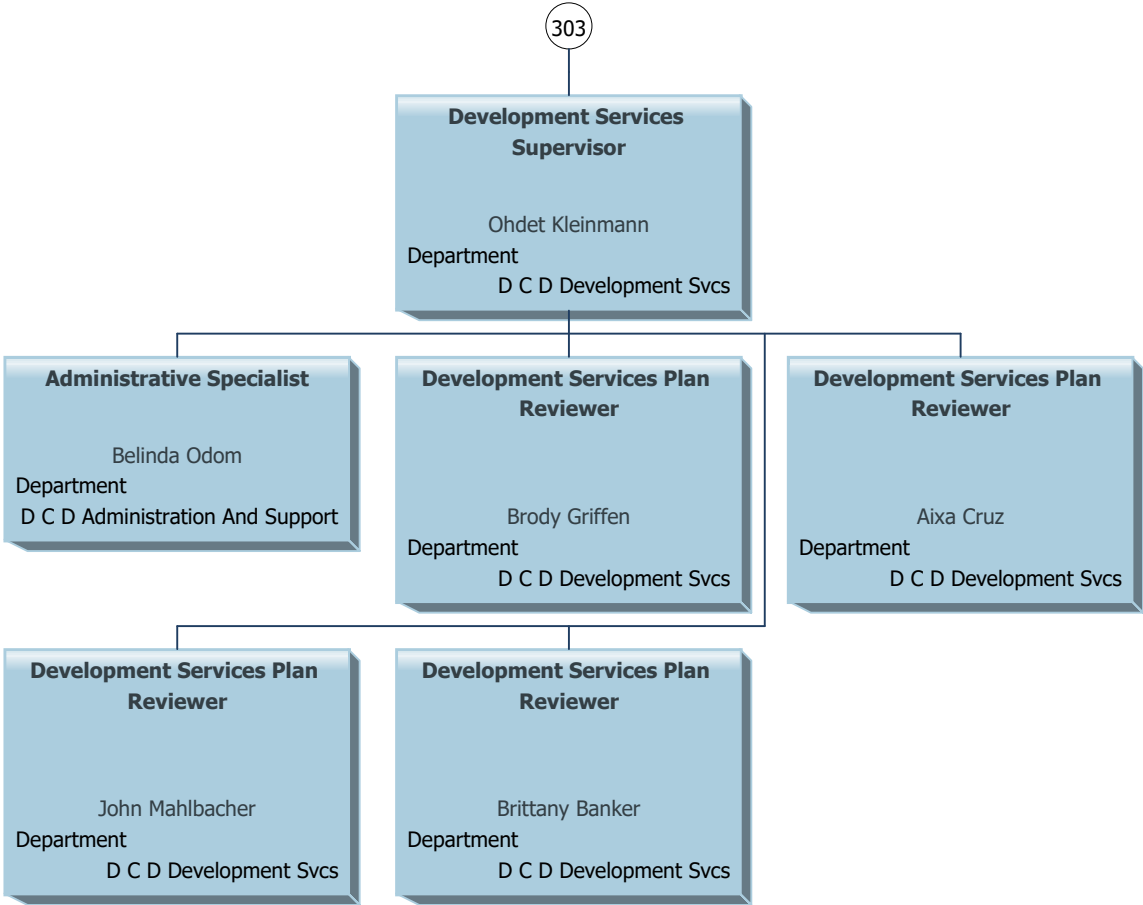 303
Development Services
Supervisor
Ohdet Kleinmann
Department
D C D Development Svcs
Administrative Specialist
Belinda Odom
Department
D C D Administration And Support
Development Services Plan
Reviewer
Brody Griffen
Department
D C D Development Svcs
Development Services Plan
Reviewer
Aixa Cruz
Department
D C D Development Svcs
Development Services Plan
Reviewer
John Mahlbacher
Department
D C D Development Svcs
Development Services Plan
Reviewer
Brittany Banker
Department
D C D Development Svcs